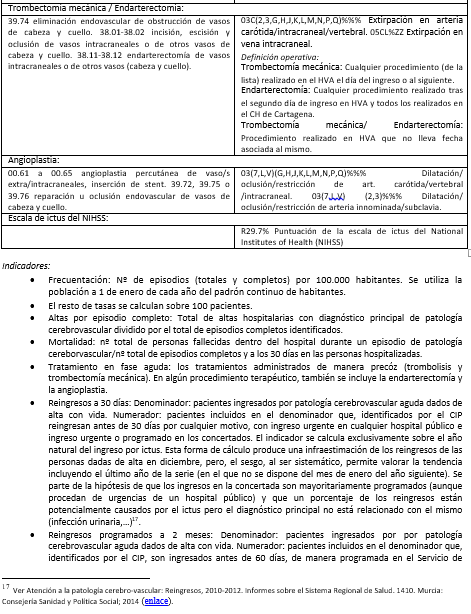 Trombectomía mecánica / Endarterectomía:
39.74 eliminación endovascular de obstrucción de vasos
de cabeza y cuello. 38.01-38.02 incisión, escisión y
oclusión de vasos intracraneales o de otros vasos de
cabeza y cuello. 38.11-38.12 endarterectomía de vasos
intracraneales o de otros vasos (cabeza y cuello).
03C(2,3,G,H,J,K,L,M,N,P,Q)%%% Extirpación en arteria
carótida/intracraneal/vertebral. 05CL%ZZ Extirpación en
vena intracraneal.
Definición operativa:
Trombectomía mecánica: Cualquier procedimiento (de la
lista) realizado en el HVA el día del ingreso o al siguiente.
Endarterectomía: Cualquier procedimiento realizado tras
el segundo día de ingreso en HVA y todos los realizados en
el CH de Cartagena.
Trombectomía mecánica/ Endarterectomía:
Procedimiento realizado en HVA que no lleva fecha
asociada al mismo.
Angioplastia:
00.61 a 00.65 angioplastia percutánea de vaso/s
extra/intracraneales, inserción de stent. 39.72, 39.75 o
39.76 reparación u oclusión endovascular de vasos de
cabeza y cuello.
03(7,L,V)(G,H,J,K,L,M,N,P,Q)%%% Dilatación/
oclusión/restricción de art. carótida/vertebral
/intracraneal. 03(7,L,V) (2,3)%%% Dilatación/
oclusión/restricción de arteria innominada/subclavia.
Escala de ictus del NIHSS:
R29.7% Puntuación de la escala de ictus del National
Institutes of Health (NIHSS)
Indicadores:
• Frecuentación: Nº de episodios (totales y completos) por 100.000 habitantes. Se utiliza la
población a 1 de enero de cada año del padrón continuo de habitantes.
• El resto de tasas se calculan sobre 100 pacientes.
• Altas por episodio completo: Total de altas hospitalarias con diagnóstico principal de patología
cerebrovascular dividido por el total de episodios completos identificados.
• Mortalidad: nº total de personas fallecidas dentro del hospital durante un episodio de patología
cerebrovascular/nº total de episodios completos y a los 30 días en las personas hospitalizadas.
• Tratamiento en fase aguda: los tratamientos administrados de manera precóz (trombolisis y
trombectomía mecánica). En algún procedimiento terapéutico, también se incluye la endarterectomía y
la angioplastia.
• Reingresos a 30 días: Denominador: pacientes ingresados por patología cerebrovascular aguda dados de
alta con vida. Numerador: pacientes incluidos en el denominador que, identificados por el CIP
reingresan antes de 30 días por cualquier motivo, con ingreso urgente en cualquier hospital público e
ingreso urgente o programado en los concertados. El indicador se calcula exclusivamente sobre el año
natural del ingreso por ictus. Esta forma de cálculo produce una infraestimación de los reingresos de las
personas dadas de alta en diciembre, pero, el sesgo, al ser sistemático, permite valorar la tendencia
incluyendo el último año de la serie (en el que no se dispone del mes de enero del año siguiente). Se
parte de la hipótesis de que los ingresos en la concertada son mayoritariamente programados (aunque
procedan de urgencias de un hospital público) y que un porcentaje de los reingresos están
potencialmente causados por el ictus pero el diagnóstico principal no está relacionado con el mismo
(infección urinaria,...)17.
• Reingresos programados a 2 meses: Denominador: pacientes ingresados por por patología
cerebrovascular aguda dados de alta con vida. Numerador: pacientes incluidos en el denominador que,
identificados por el CIP, son ingresados antes de 60 días, de manera programada en el Servicio de
17 Ver Atención a la patología cerebro-vascular: Reingresos, 2010-2012. Informes sobre el Sistema Regional de Salud. 1410. Murcia:
Consejería Sanidad y Política Social; 2014 (enlace).